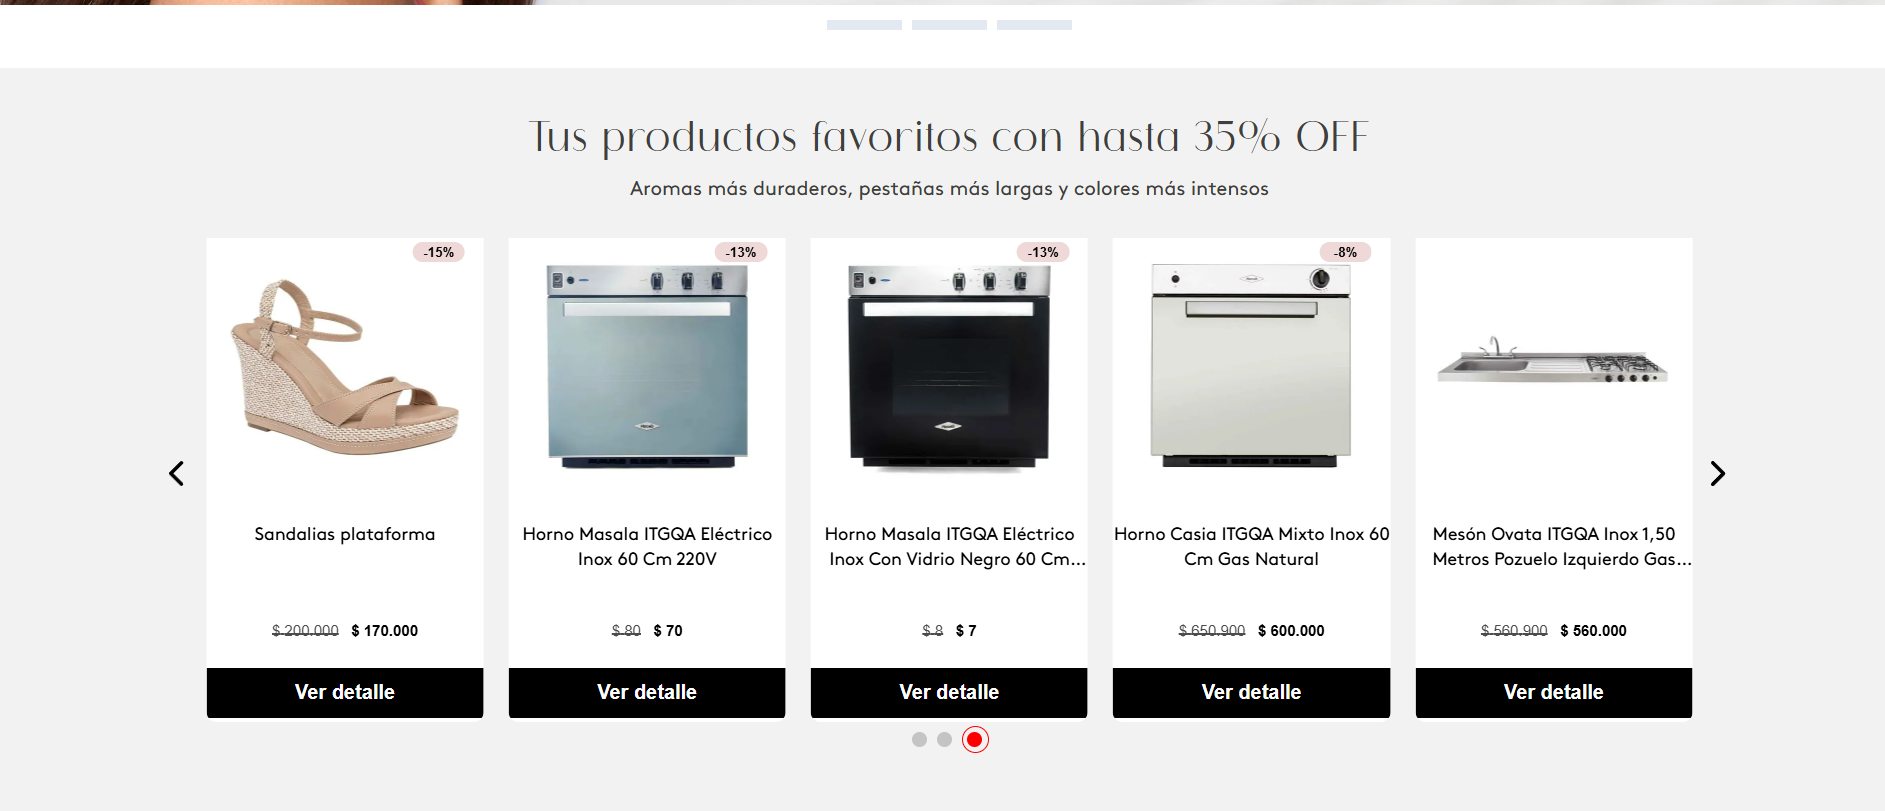 Tus productos favoritos con hasta 35% OFF
Aromas más duraderos, pestañas más largas y colores más intensos
-15%
-13%
-13%
-8%
Sandalias plataforma
Horno Masala ITGQA Eléctrico
Inox 60 Cm 220V
Horno Masala ITGQA Eléctrico
Inox Con Vidrio Negro 60 Cm...
Horno Casia ITGQA Mixto Inox 60
Cm Gas Natural
Mesón Ovata ITGQA Inox 1,50
Metros Pozuelo Izquierdo Gas...
$ 200.000 $ 170.000
$ 80 $ 70
$ 8 $ 7
$ 650.900 $ 600.000
$ 560.900 $ 560.000
Ver detalle
Ver detalle
Ver detalle
Ver detalle
Ver detalle